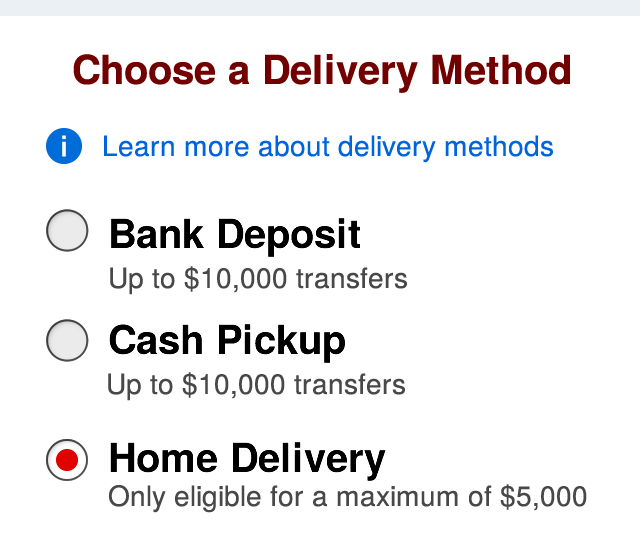 Choose a Delivery Method
i Learn more about delivery methods
Bank Deposit
Up to $10,000 transfers
Cash Pickup
Up to $10,000 transfers
Home Delivery
Only eligible for a maximum of $5,000